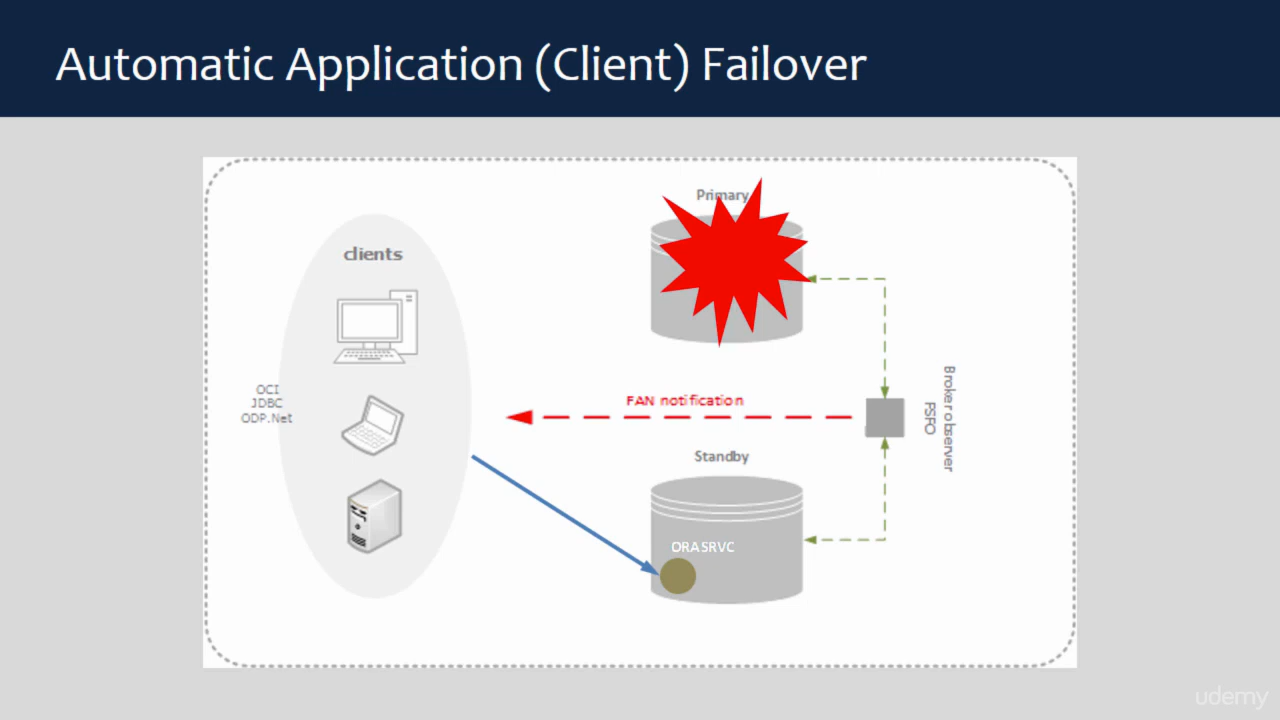 Automatic Application (Client) Failover
Primary
clients
OCI
JDBC
ODP.Net
FAN notification
Broker observer
FSFO
Standby
ORASRVC
udemy